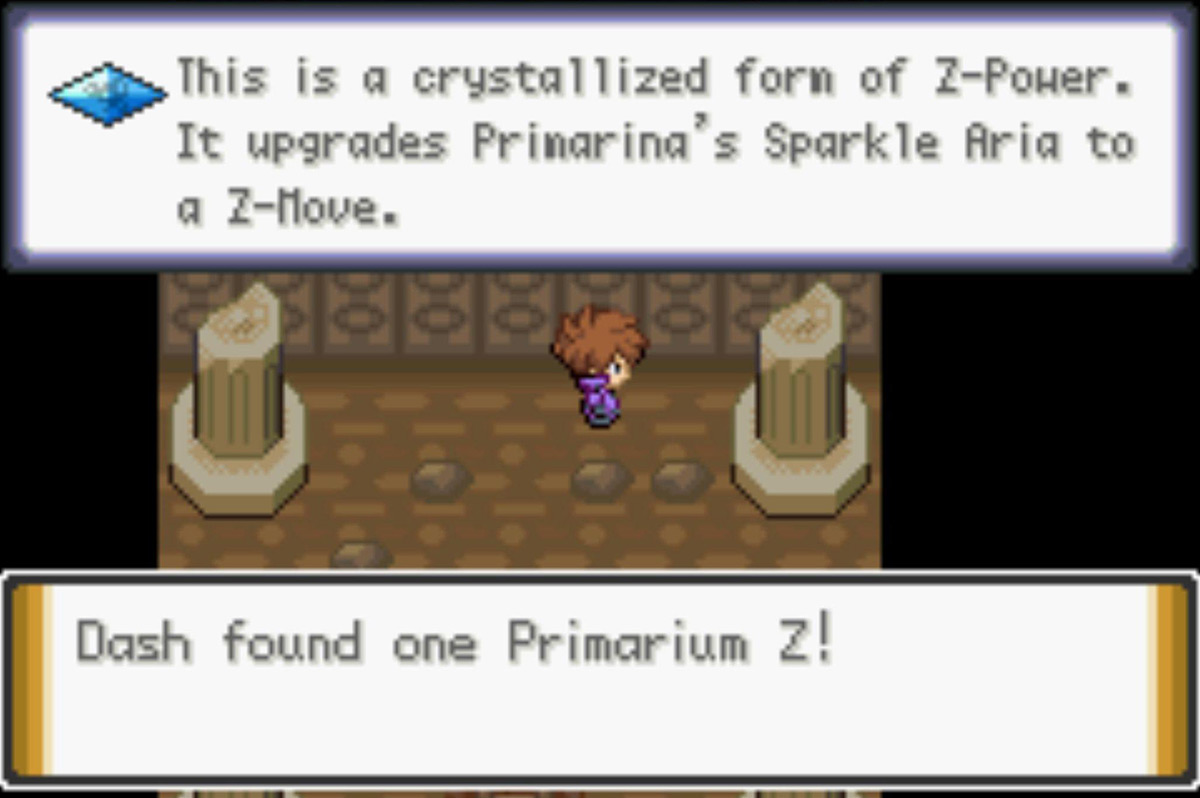 This is a crystallized form of Z-Power.
It upgrades Primarina's Sparkle Aria to
a Z-Move.
Dash found one Primarium Z!